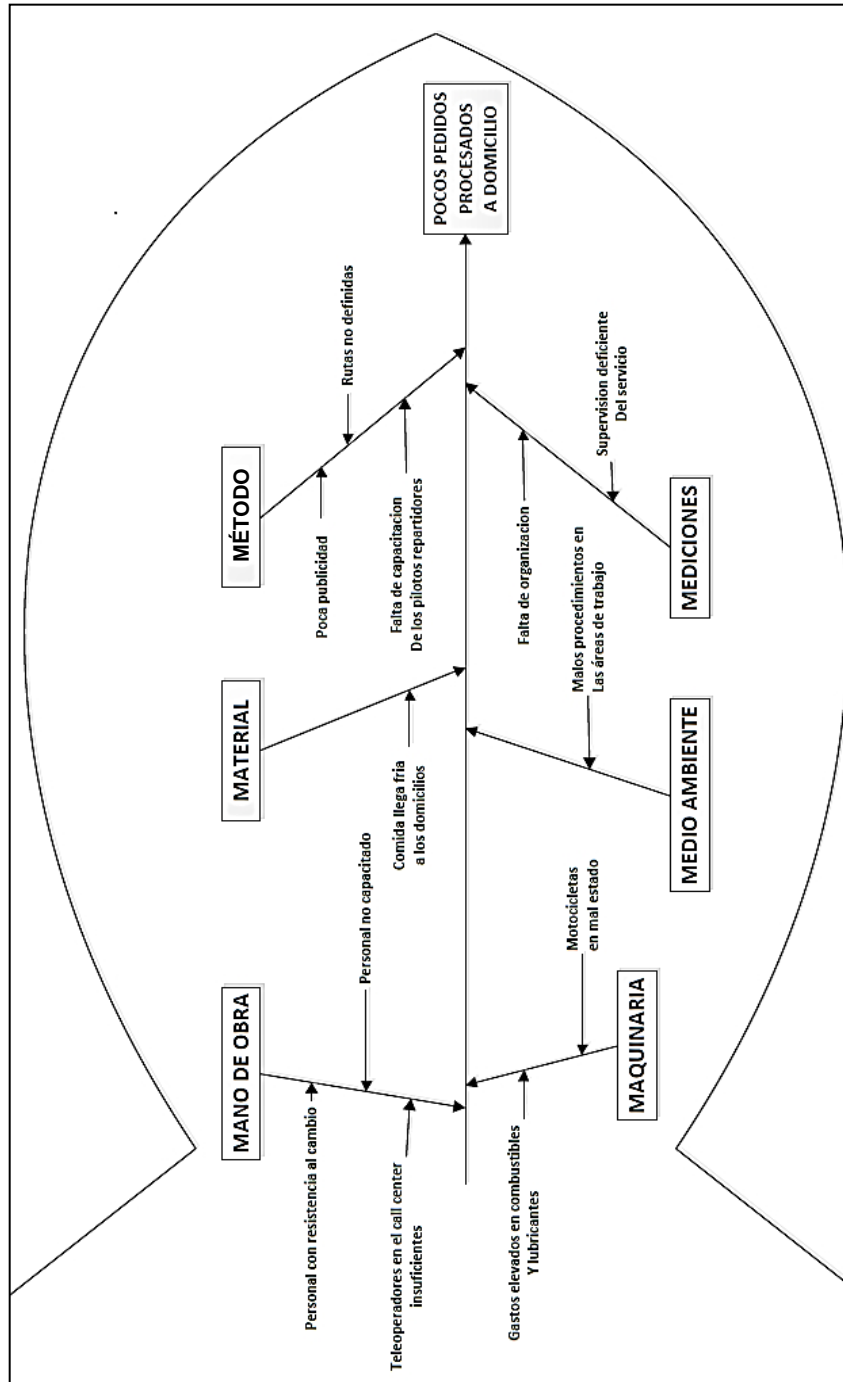 MANO DE OBRA
Personal con resistencia al cambio
Personal no capacitado
Teleoperadores en el call center
insuficientes
MATERIAL
Comida llega fria
a los domicilios
MÉTODO
Poca publicidad
Rutas no definidas
Falta de capacitacion
De los pilotos repartidores
POCOS PEDIDOS
PROCESADOS
A DOMICILIO
Gastos elevados en combustibles
Y lubricantes
Motocicletas
en mal estado
MAQUINARIA
Malos procedimientos en
Las áreas de trabajo
MEDIO AMBIENTE
Falta de organizacion
Supervision deficiente
Del servicio
MEDICIONES